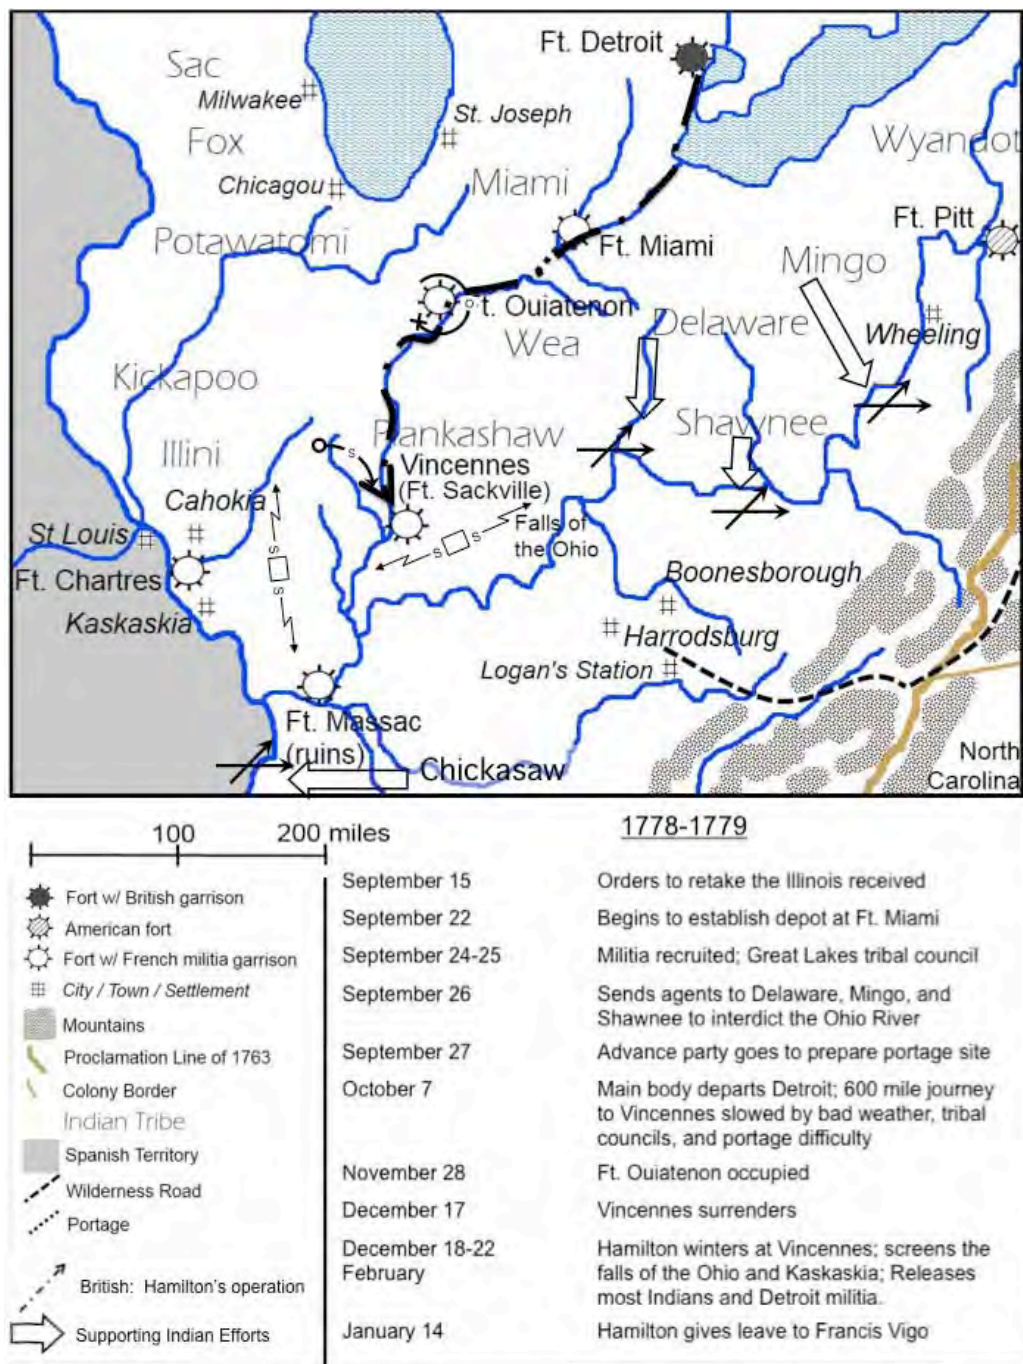 Ft. Detroit
Sac
Milwakee
St. Joseph
Fox
Wyandot
Chicagou
Miami
Ft. Pitt
Potawatomi
Ft. Miami
Mingo
t. Ouiatenon
Delaware
Wheeling
Wea
Kickapoo
Piankashaw
Shawnee
Illini
s
Vincennes
(Ft. Sackville)
Cahokia
St Louis
s
s
s
Falls of
the Ohio
Ft. Chartres
s
Boonesborough
Kaskaskia
Harrodsburg
Logan's Station
Ft. Massac
(ruins)
Chickasaw
North
Carolina
100 200 miles
1778-1779
Fort w/ British garrison
American fort
Fort w/ French militia garrison
City / Town / Settlement
Mountains
Proclamation Line of 1763
Colony Border
Indian Tribe
Spanish Territory
Wilderness Road
Portage
British: Hamilton's operation
Supporting Indian Efforts
September 15 Orders to retake the Illinois received
September 22 Begins to establish depot at Ft. Miami
September 24-25 Militia recruited; Great Lakes tribal council
September 26 Sends agents to Delaware, Mingo, and
Shawnee to interdict the Ohio River
September 27 Advance party goes to prepare portage site
October 7 Main body departs Detroit; 600 mile journey
to Vincennes slowed by bad weather, tribal
councils, and portage difficulty
November 28 Ft. Ouiatenon occupied
December 17 Vincennes surrenders
December 18-22 Hamilton winters at Vincennes; screens the
February falls of the Ohio and Kaskaskia; Releases
most Indians and Detroit militia.
January 14 Hamilton gives leave to Francis Vigo